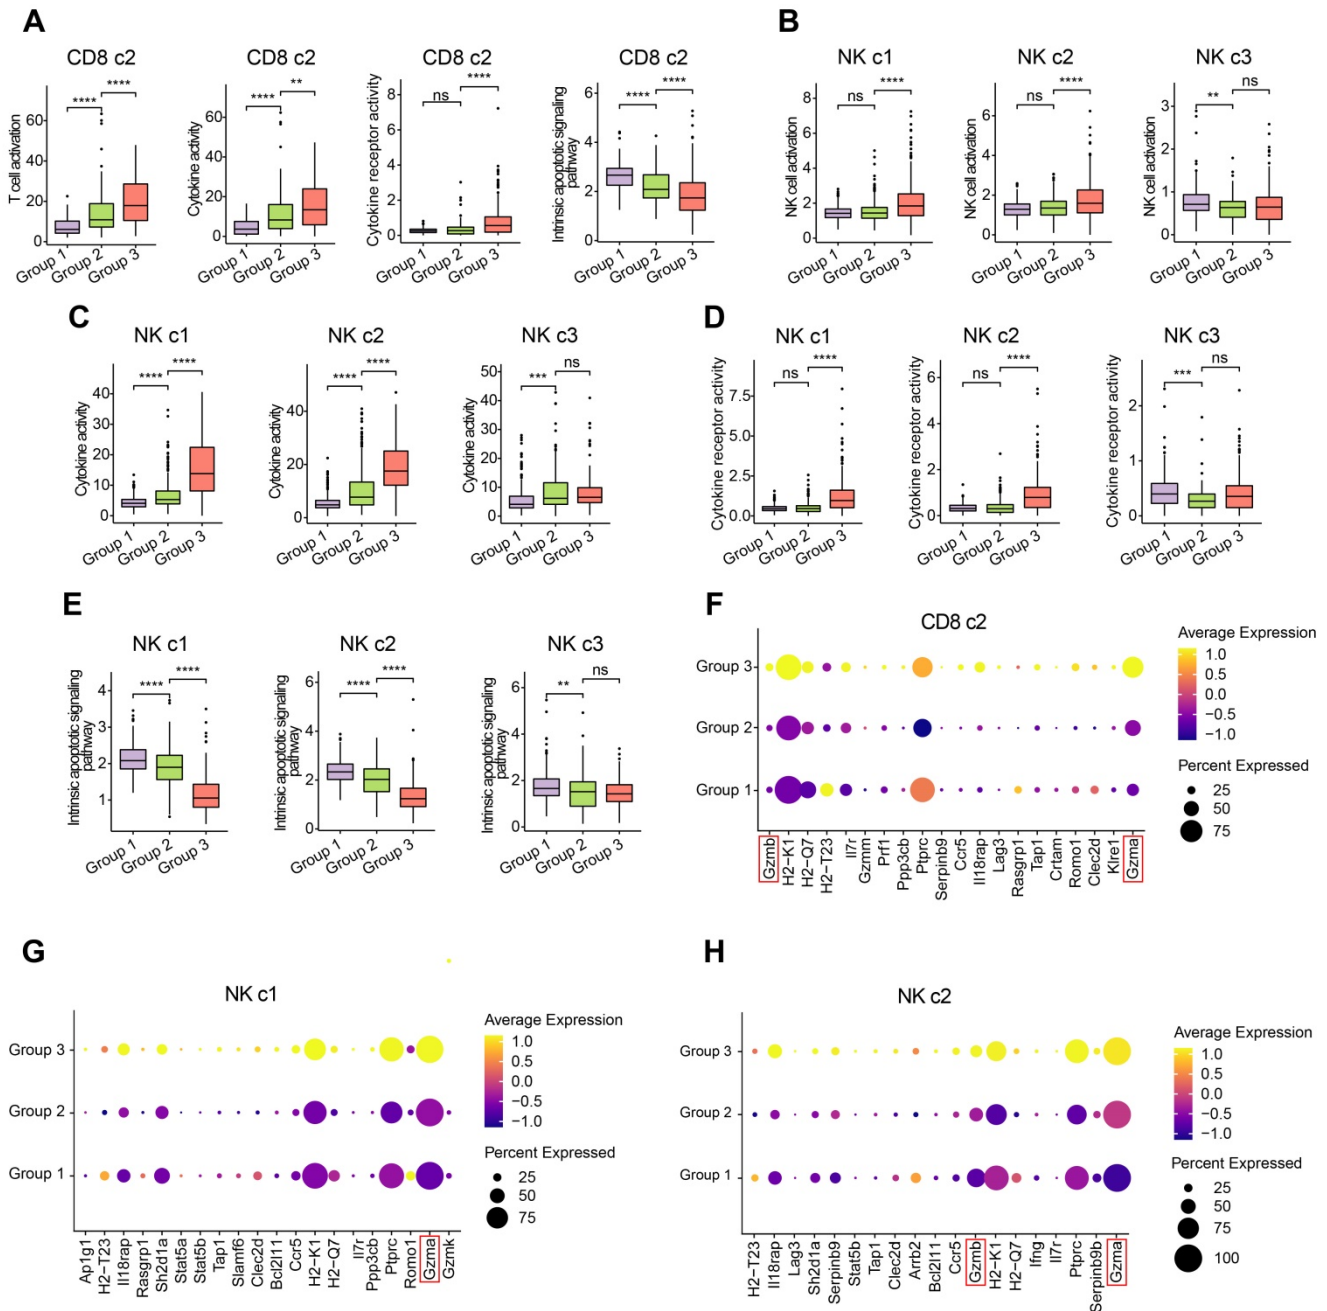 A
CD8 c2
T cell activation
60
40
20
0
****
****
Group 1
Group 2
Group 3
CD8 c2
Cytokine activity
60
40
20
0
****
**
Group 1
Group 2
Group 3
CD8 c2
Cytokine receptor activity
8
6
4
2
0
ns
****
Group 1
Group 2
Group 3
CD8 c2
Intrinsic apoptotic signaling
pathway
6
4
2
0
****
****
Group 1
Group 2
Group 3
B
NK c1
NK cell activation
8
6
4
2
0
ns
****
Group 1
Group 2
Group 3
NK c2
NK cell activation
6
4
2
0
ns
****
Group 1
Group 2
Group 3
NK c3
NK cell activation
3
2
1
0
**
ns
Group 1
Group 2
Group 3
C
NK c1
Cytokine activity
40
30
20
10
0
****
****
Group 1
Group 2
Group 3
NK c2
Cytokine activity
40
20
0
****
****
Group 1
Group 2
Group 3
NK c3
Cytokine activity
50
40
30
20
10
0
***
ns
Group 1
Group 2
Group 3
D
NK c1
Cytokine receptor activity
7.5
5.0
2.5
0.0
ns
****
Group 1
Group 2
Group 3
NK c2
Cytokine receptor activity
6
4
2
0
ns
****
Group 1
Group 2
Group 3
NK c3
Cytokine receptor activity
2
1
0
***
ns
Group 1
Group 2
Group 3
E
NK c1
Intrinsic apoptotic signaling
pathway
4
3
2
1
****
****
Group 1
Group 2
Group 3
NK c2
Intrinsic apoptotic signaling
pathway
6
4
2
0
****
****
Group 1
Group 2
Group 3
NK c3
Intrinsic apoptotic signaling
pathway
6
4
2
0
**
ns
Group 1
Group 2
Group 3
F
CD8 c2
Group 3
Group 2
Group 1
Gzmb
H2-K1
H2-Q7
H2-T23
Il7r
Gzmm
Prf1
Ppp3cb
Ptprc
Serpinb9
Ccr5
Il18rap
Lag3
Rasgrp1
Tap1
Crtam
Romo1
Clec2d
Klre1
Gzma
Average Expression
1.0
0.5
0.0
−0.5
−1.0
Percent Expressed
25
50
75
G
NK c1
Group 3
Group 2
Group 1
Ap1g1
H2-T23
Il18rap
Rasgrp1
Sh2d1a
Stat5a
Stat5b
Tap1
Slamf6
Clec2d
Bcl2l11
Ccr5
H2-K1
H2-Q7
Il7r
Ppp3cb
Ptprc
Romo1
Gzma
Gzmk
Average Expression
1.0
0.5
0.0
−0.5
−1.0
Percent Expressed
25
50
75
H
NK c2
Group 3
Group 2
Group 1
H2-T23
Il18rap
Lag3
Sh2d1a
Serpinb9
Stat5b
Tap1
Clec2d
Arrb2
Bcl2l11
Ccr5
Gzmb
H2-K1
H2-Q7
Ifng
Il7r
Ptprc
Serpinb9b
Gzma
Average Expression
1.0
0.5
0.0
−0.5
−1.0
Percent Expressed
25
50
75
100